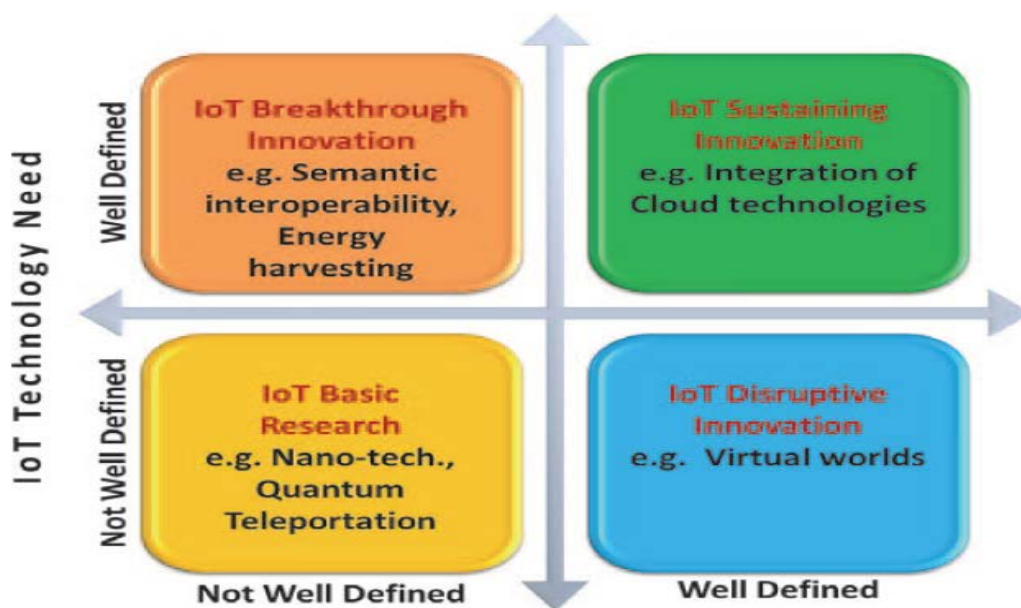 IoT Technology Need
Well Defined
IoT Breakthrough
Innovation
e.g. Semantic
interoperability,
Energy
harvesting
IoT Sustaining
Innovation
e.g. Integration of
Cloud technologies
Not Well Defined
IoT Basic
Research
e.g. Nano-tech.,
Quantum
Teleportation
IoT Disruptive
Innovation
e.g. Virtual worlds
Not Well Defined
Well Defined